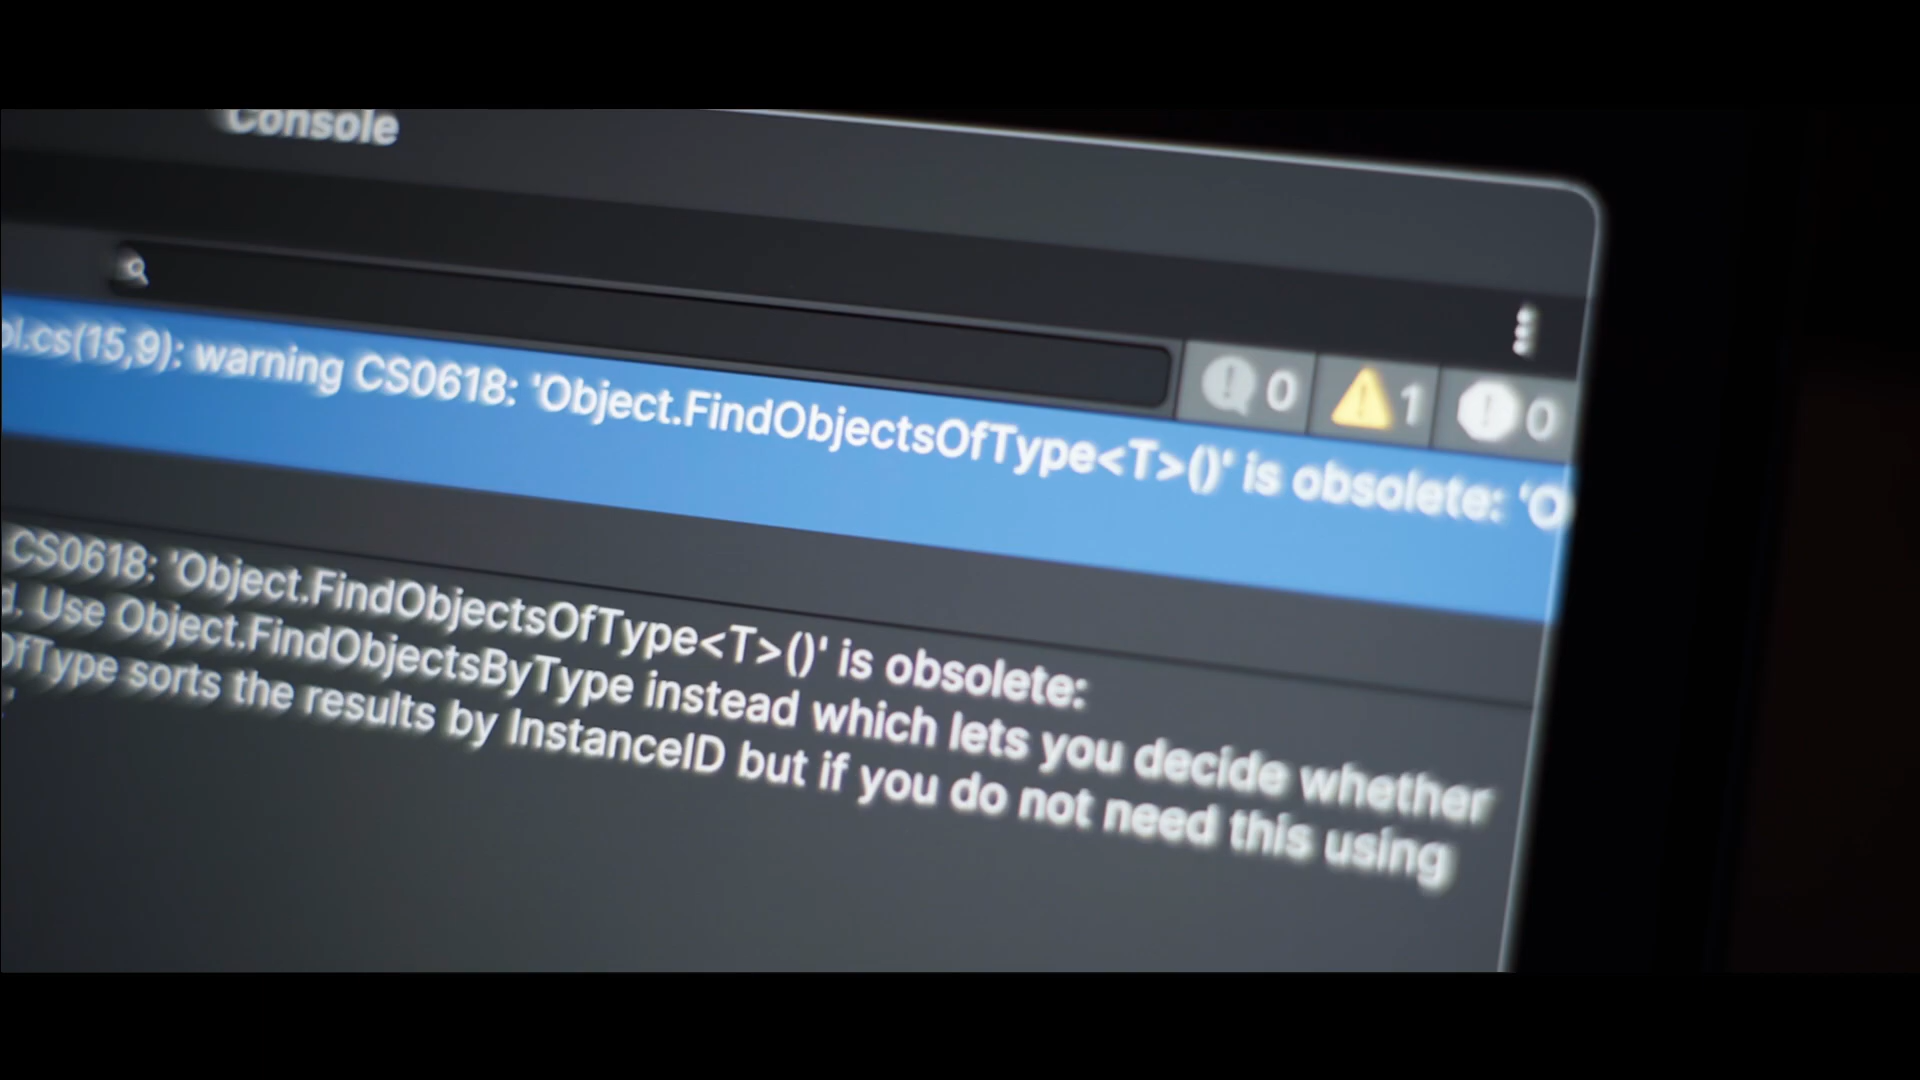 Console
0 1 0
.cs(15,9): warning CS0618: 'Object.FindObjectsOfType<T>()' is obsolete: 'O
CS0618: 'Object.FindObjectsOfType<T>()' is obsolete:
d, Use Object.FindObjectsByType instead which lets you decide whether
OfType sorts the results by InstanceID but if you do not need this using